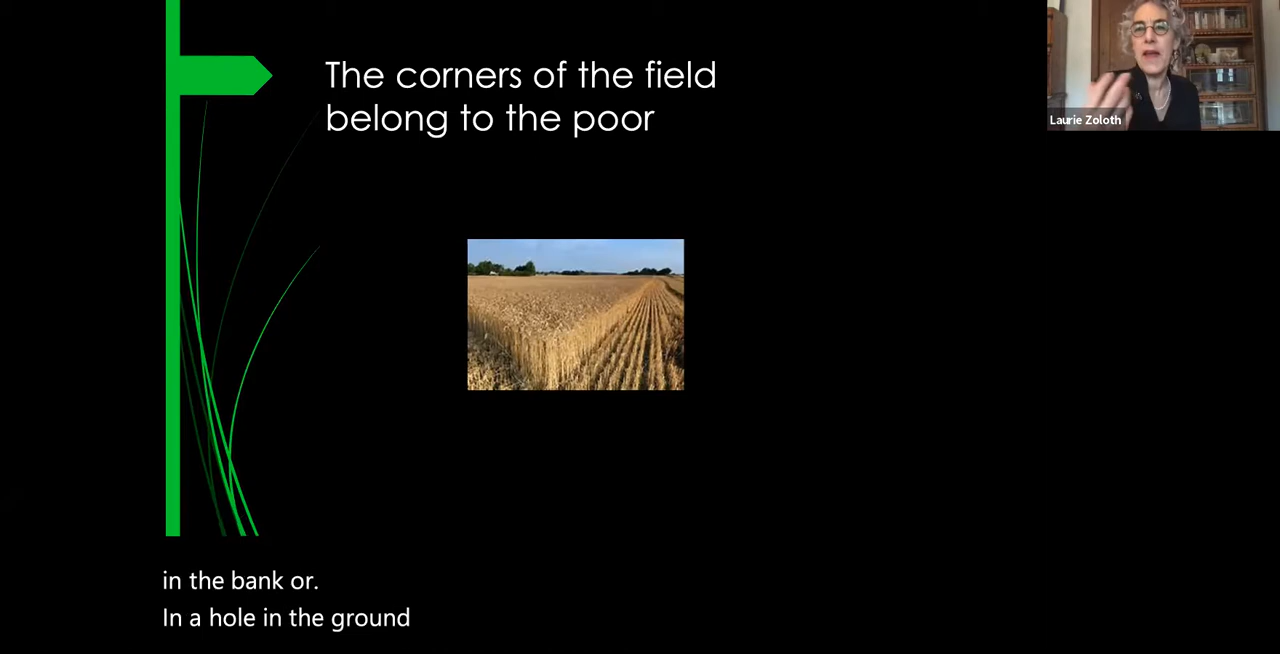 The corners of the field
belong to the poor
Laurie Zoloth
in the bank or.
In a hole in the ground